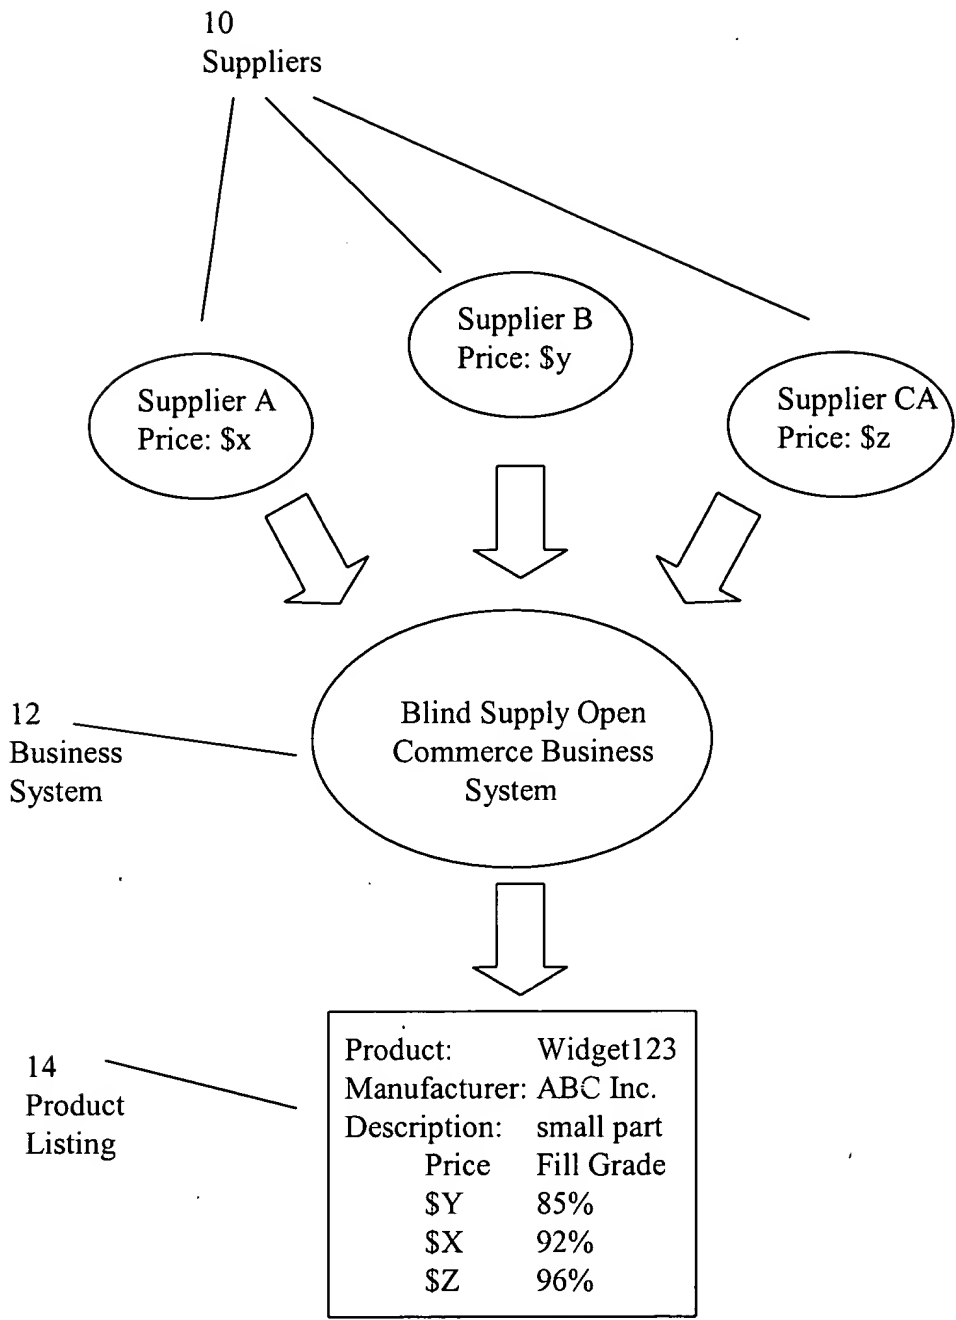 10
Suppliers
Supplier B
Price: $y
Supplier A
Price: $x
Supplier CA
Price: $z
12
Business
System
Blind Supply Open
Commerce Business
System
14
Product
Listing
Product: Widget123
Manufacturer: ABC Inc.
Description: small part
Price Fill Grade
$Y 85%
$X 92%
$Z 96%